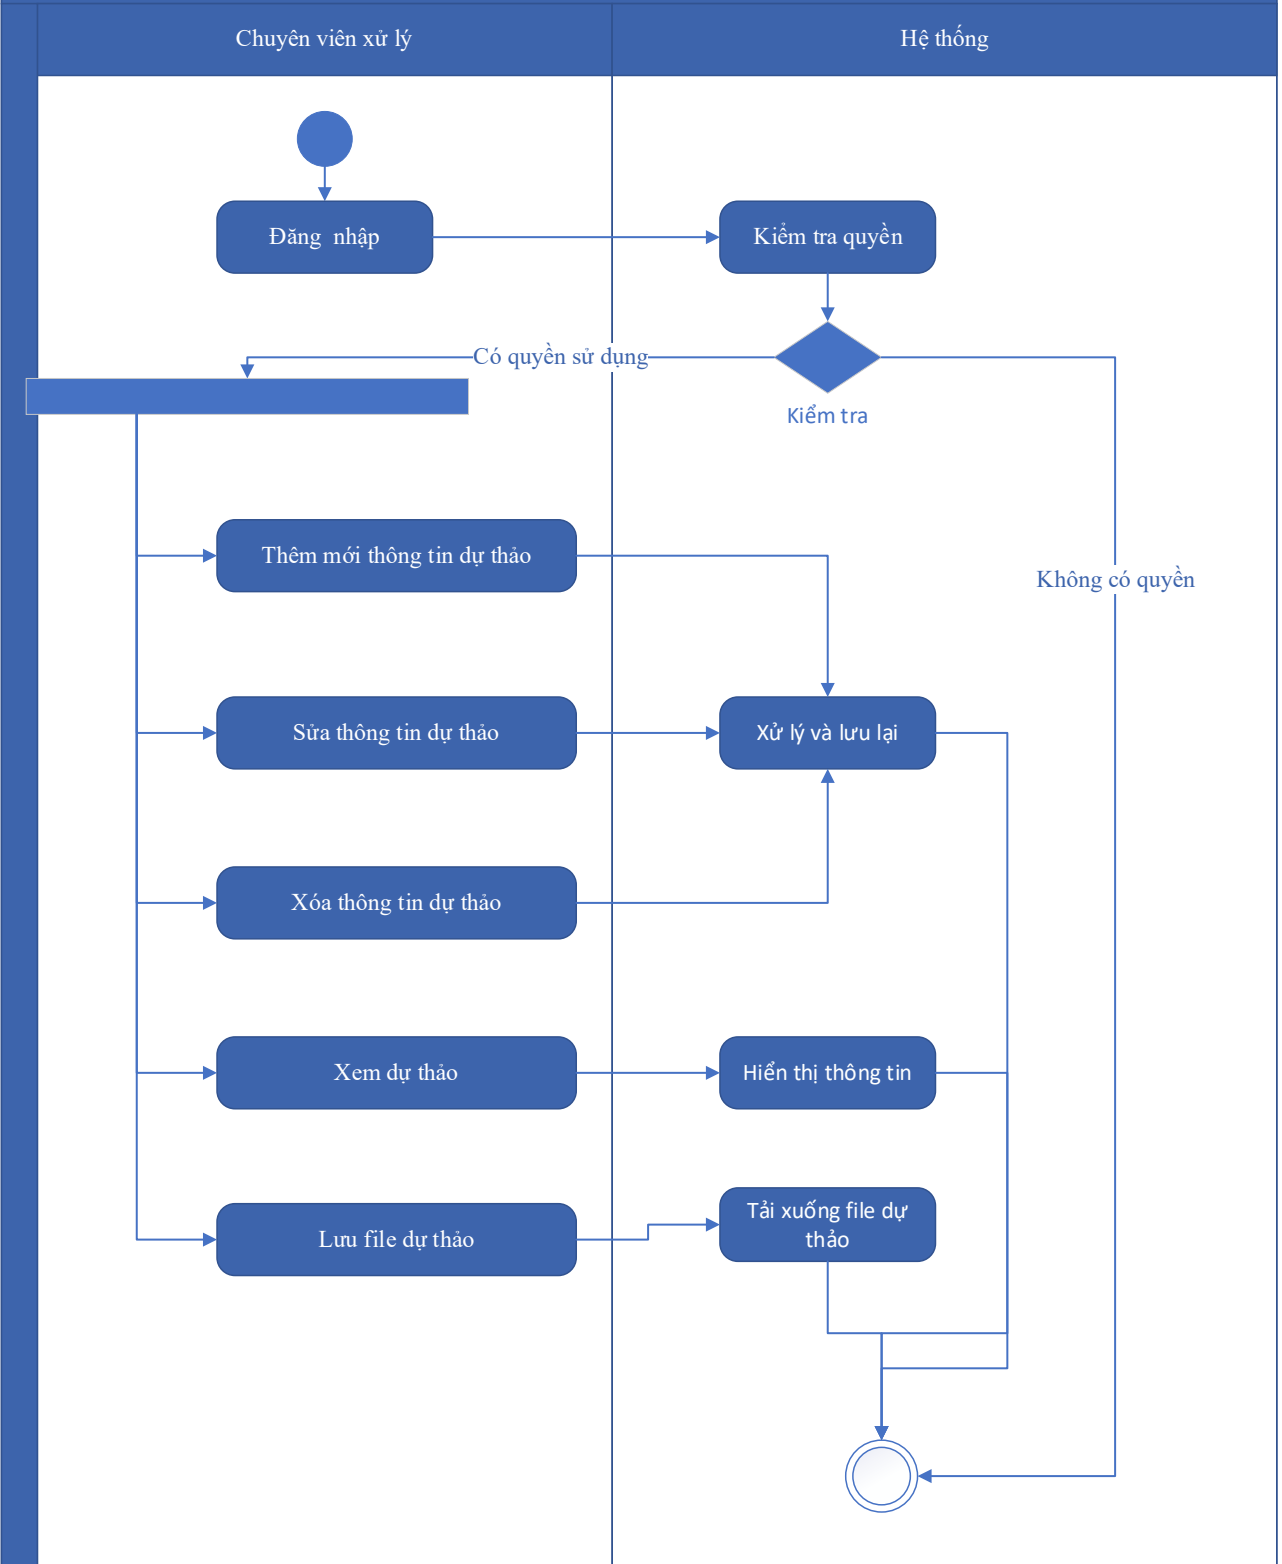 Chuyên viên xử lý
Hệ thống
Đăng nhập
Kiểm tra quyền
Có quyền sử dụng
Kiểm tra
Thêm mới thông tin dự thảo
Không có quyền
Sửa thông tin dự thảo
Xử lý và lưu lại
Xóa thông tin dự thảo
Xem dự thảo
Hiển thị thông tin
Lưu file dự thảo
Tải xuống file dự
thảo